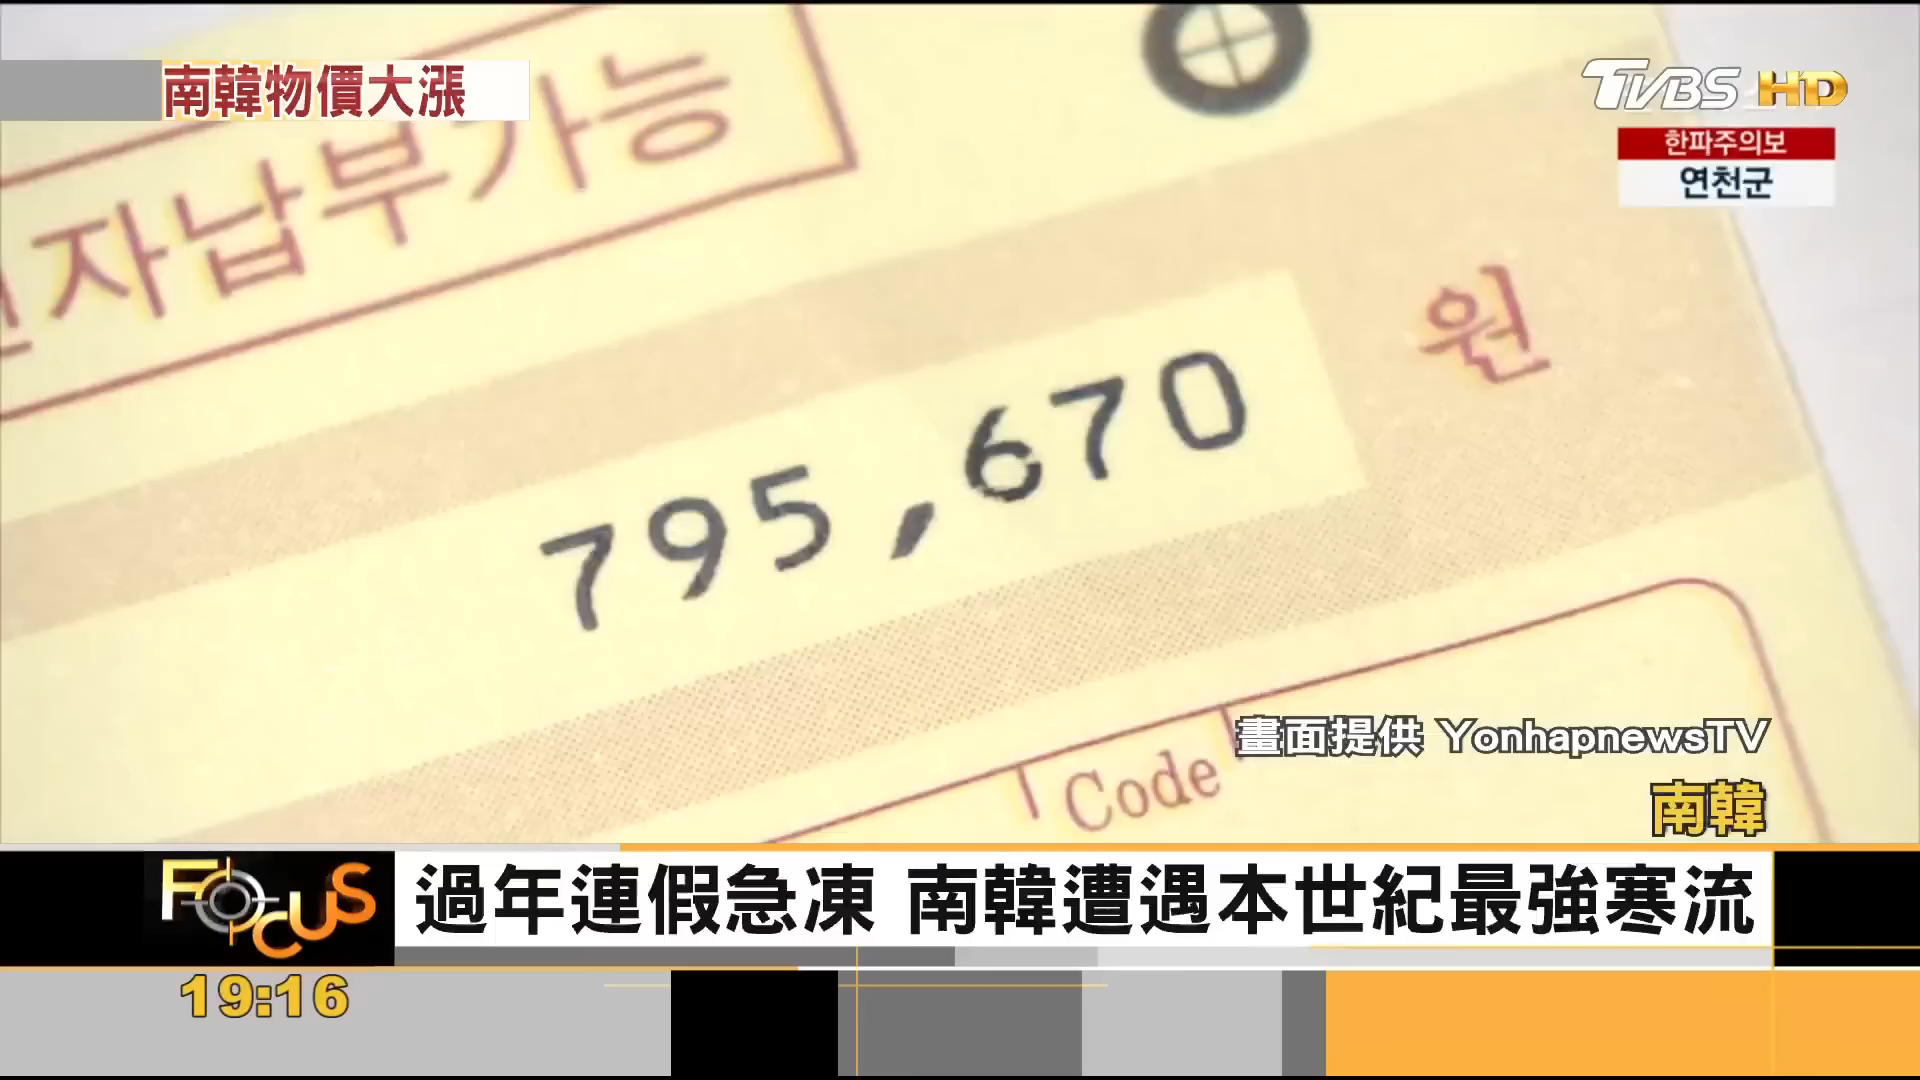 南韓物價大漲
TVBS HD
한파주의보
연천군
자납부가능
795,670 원
Code
畫面提供 YonhapnewsTV
南韓
FOCUS
過年連假急凍 南韓遭遇本世紀最強寒流
19:16